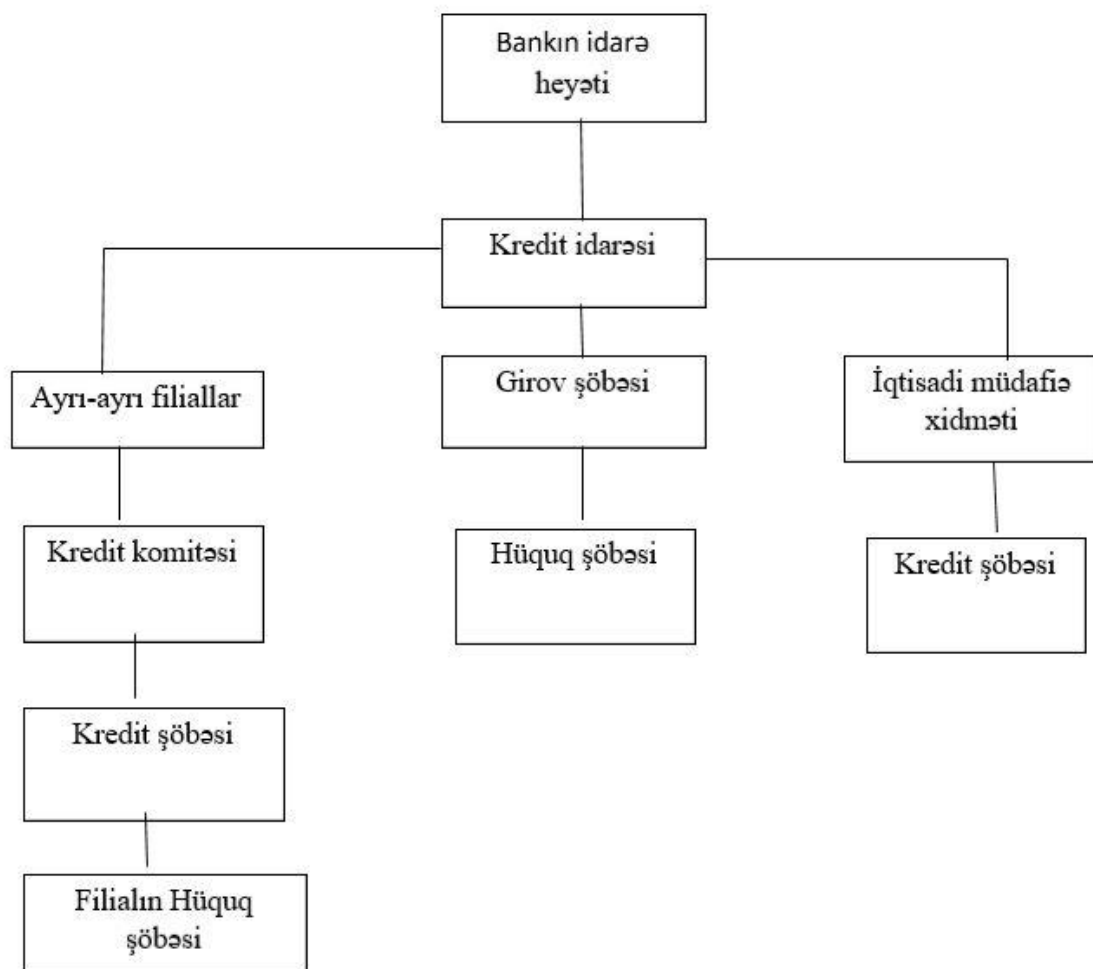 Bankın idarə
heyəti
Kredit idarəsi
Ayrı-ayrı filiallar
Girov şöbəsi
İqtisadi müdafiə
xidməti
Kredit komitəsi
Hüquq şöbəsi
Kredit şöbəsi
Kredit şöbəsi
Filialın Hüquq
şöbəsi